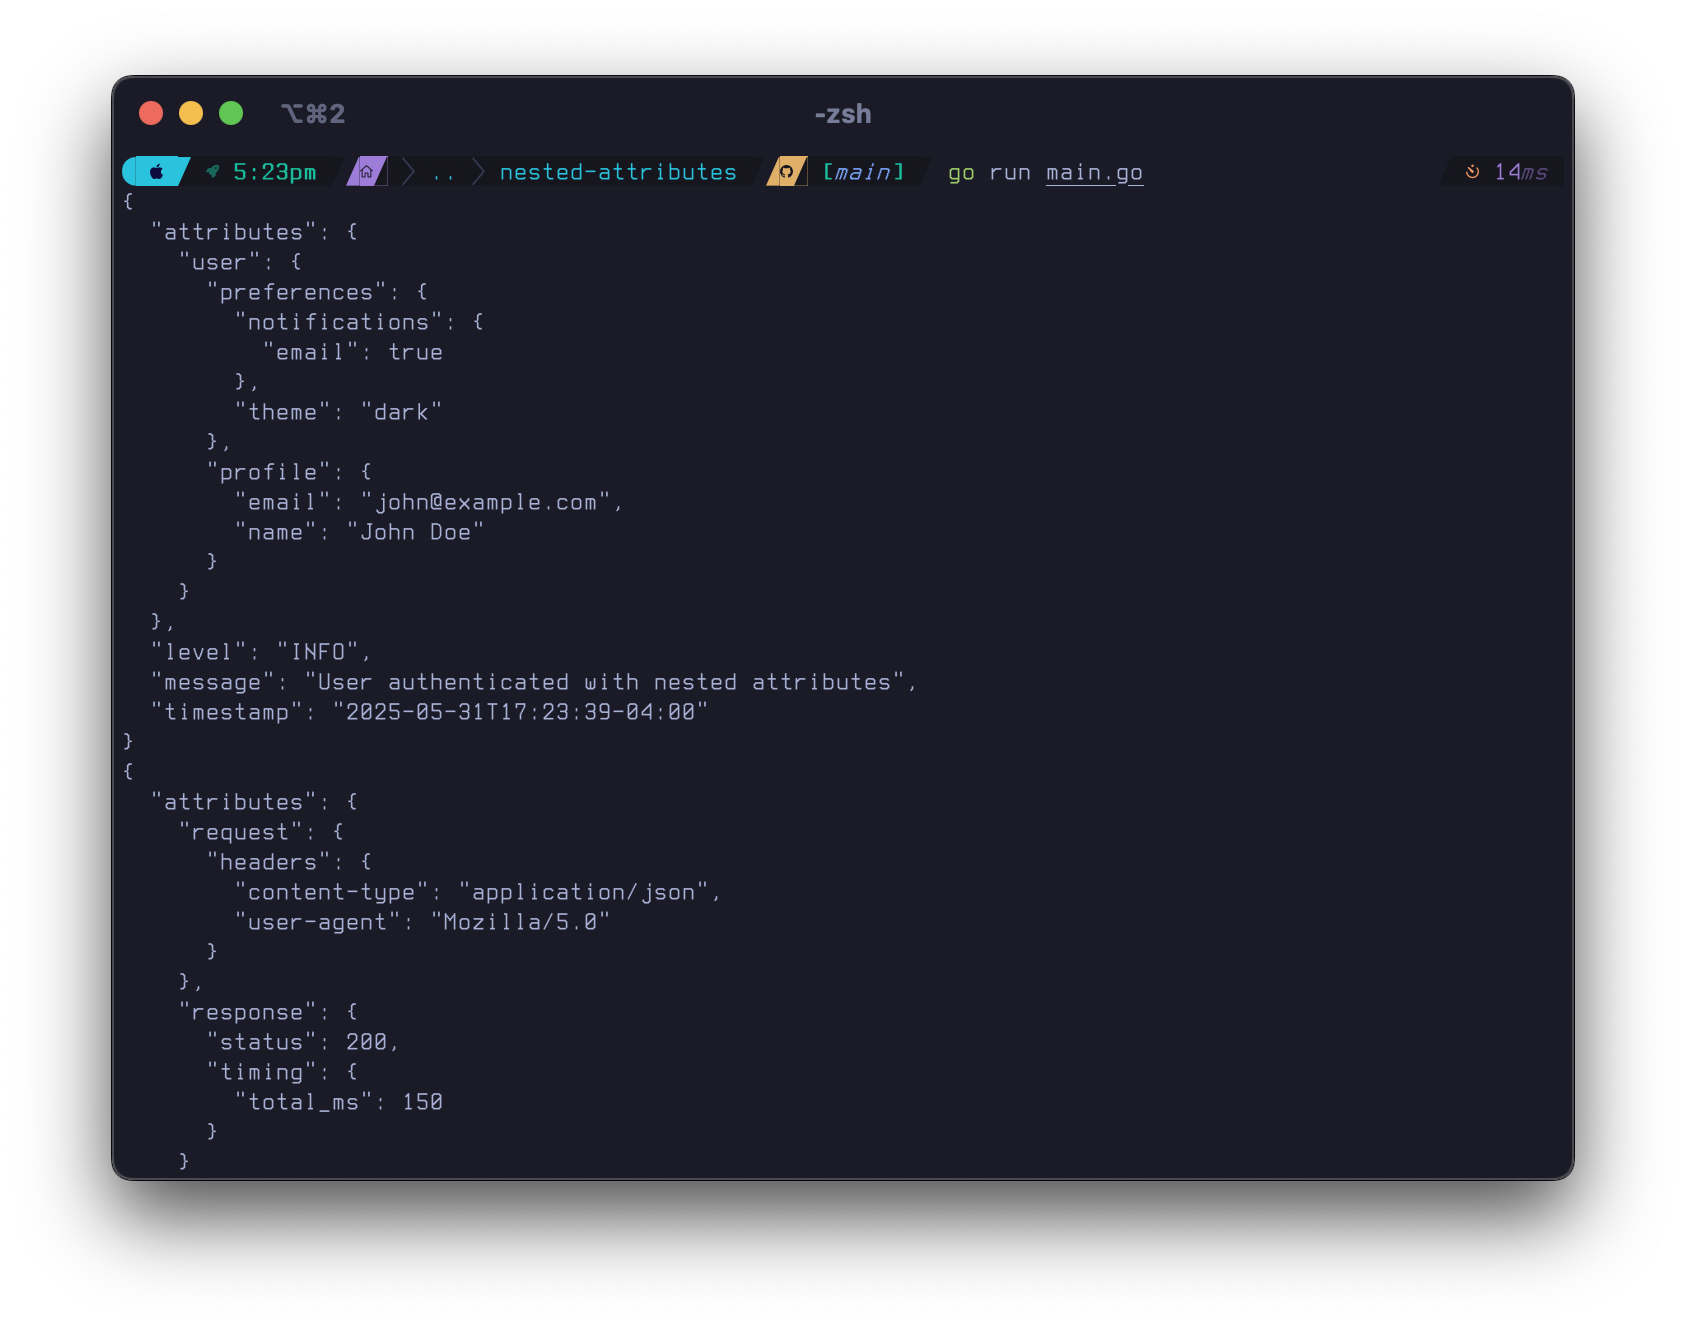 ⌥⌘2 -zsh
5:23pm .. nested-attributes [main] go run main.go 14ms
{
  "attributes": {
    "user": {
      "preferences": {
        "notifications": {
          "email": true
        },
        "theme": "dark"
      },
      "profile": {
        "email": "john@example.com",
        "name": "John Doe"
      }
    }
  },
  "level": "INFO",
  "message": "User authenticated with nested attributes",
  "timestamp": "2025-05-31T17:23:39-04:00"
}
{
  "attributes": {
    "request": {
      "headers": {
        "content-type": "application/json",
        "user-agent": "Mozilla/5.0"
      }
    },
    "response": {
      "status": 200,
      "timing": {
        "total_ms": 150
      }
    }